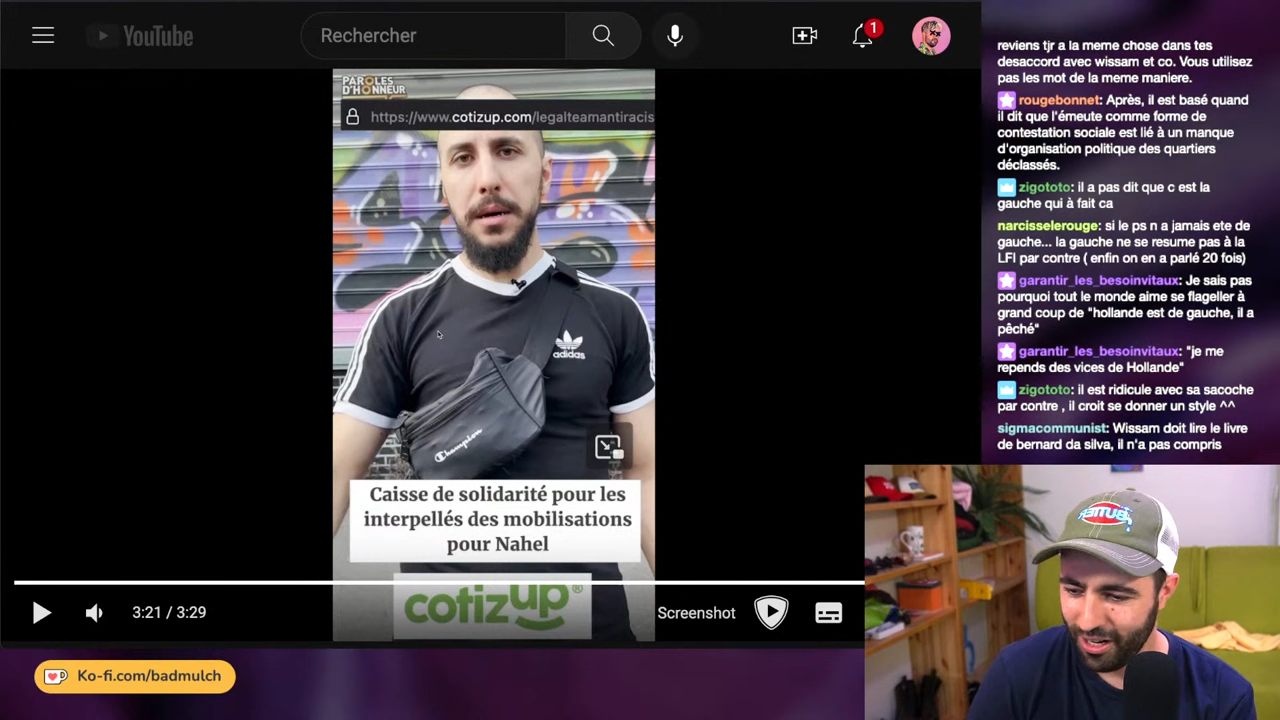 YouTube
Rechercher
1
PAROLES
D'HONNEUR
https://www.cotizup.com/legalteamantiracis
adidas
Champion
Caisse de solidarité pour les
interpellés des mobilisations
pour Nahel
cotizup®
3:21 / 3:29
Screenshot
Ko-fi.com/badmulch
reviens tjr a la meme chose dans tes
desaccord avec wissam et co. Vous utilisez
pas les mot de la meme maniere.
rougebonnet: Après, il est basé quand
il dit que l'émeute comme forme de
contestation sociale est lié à un manque
d'organisation politique des quartiers
déclassés.
zigototo: il a pas dit que c est la
gauche qui à fait ca
narcisselerouge: si le ps n a jamais ete de
gauche... la gauche ne se resume pas à la
LFI par contre ( enfin on en a parlé 20 fois)
garantir_les_besoinvitaux: Je sais pas
pourquoi tout le monde aime se flageller à
grand coup de "hollande est de gauche, il a
pêché"
garantir_les_besoinvitaux: "je me
repends des vices de Hollande"
zigototo: il est ridicule avec sa sacoche
par contre , il croit se donner un style ^^
sigmacommunist: Wissam doit lire le livre
de bernard da silva, il n'a pas compris